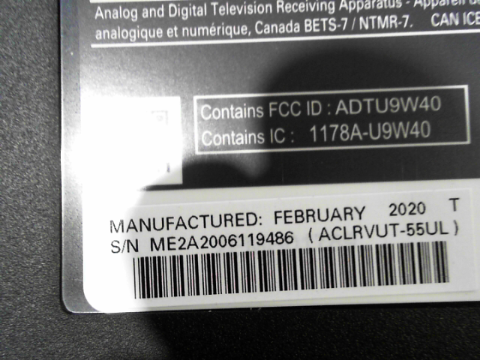 Analog and Digital Television Receiving Apparatus - Appareil de
analogique et numérique, Canada BETS-7 / NTMR-7. CAN ICE
Contains FCC ID : ADTU9W40
Contains IC : 1178A-U9W40
MANUFACTURED: FEBRUARY 2020 T
S/N ME2A2006119486 ( ACLRVUT-55UL )